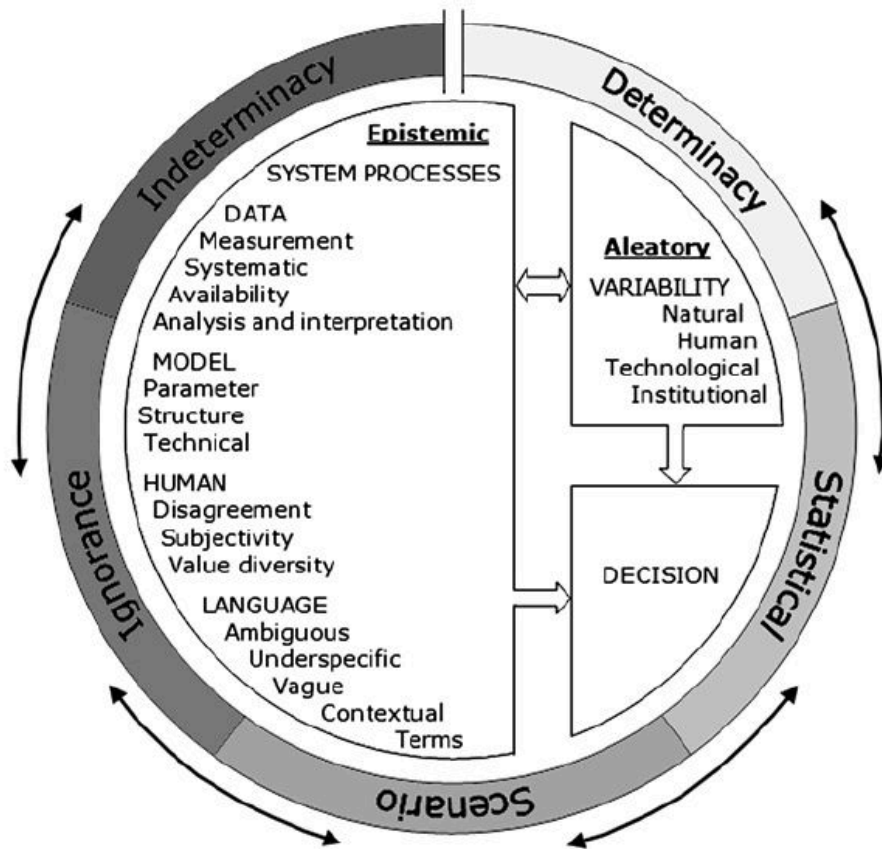 Indeterminacy
Determinacy
Epistemic
SYSTEM PROCESSES
DATA
Measurement
Systematic
Availability
Analysis and interpretation
MODEL
Parameter
Structure
Technical
HUMAN
Disagreement
Subjectivity
Value diversity
LANGUAGE
Ambiguous
Underspecific
Vague
Contextual
Terms
Aleatory
VARIABILITY
Natural
Human
Technological
Institutional
DECISION
Ignorance
Statistical
Scenario